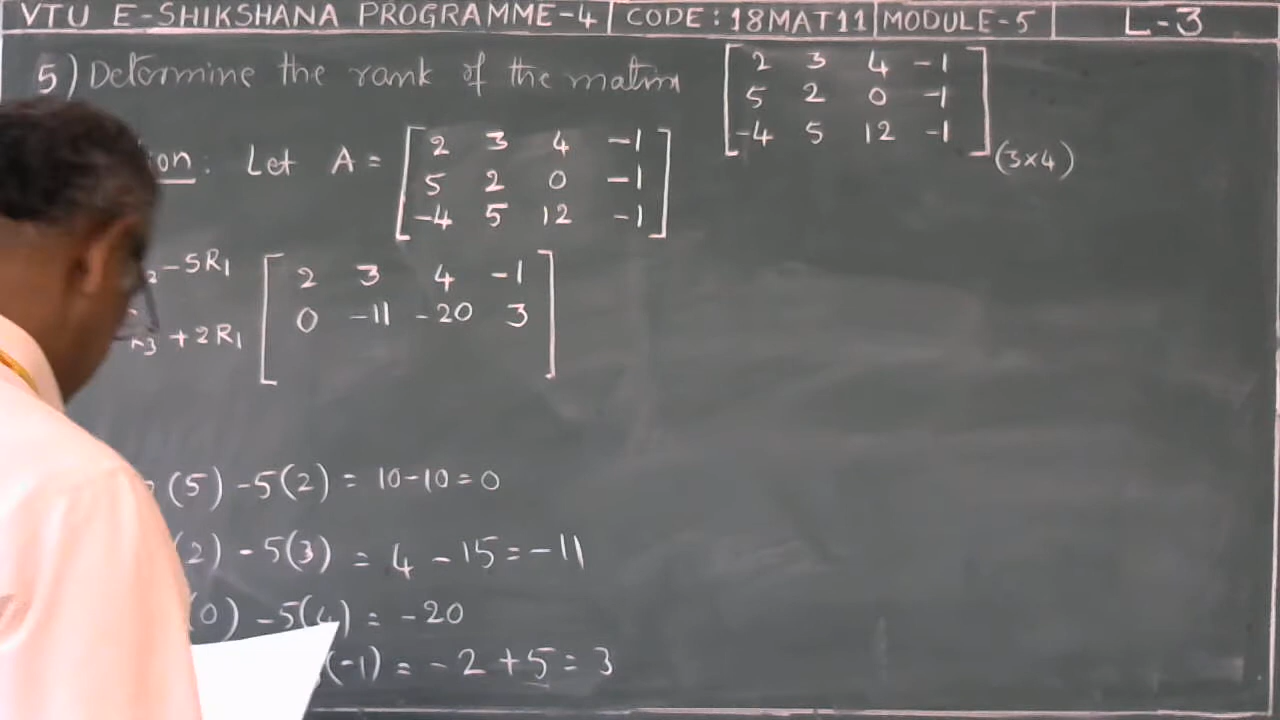 VTU E-SHIKSHANA PROGRAMME-4 CODE:18MAT11 MODULE-5 L-3
5) Determine the rank of the matrix [2 3 4 -1
5 2 0 -1
-4 5 12 -1](3×4)
ion: Let A = [2 3 4 -1
5 2 0 -1
-4 5 12 -1]
2-5R1 [2 3 4 -1
0 -11 -20 3]
R3+2R1
(5)-5(2)=10-10=0
(2)-5(3)=4-15=-11
(0)-5(4)=-20
(-1)=-2+5=3